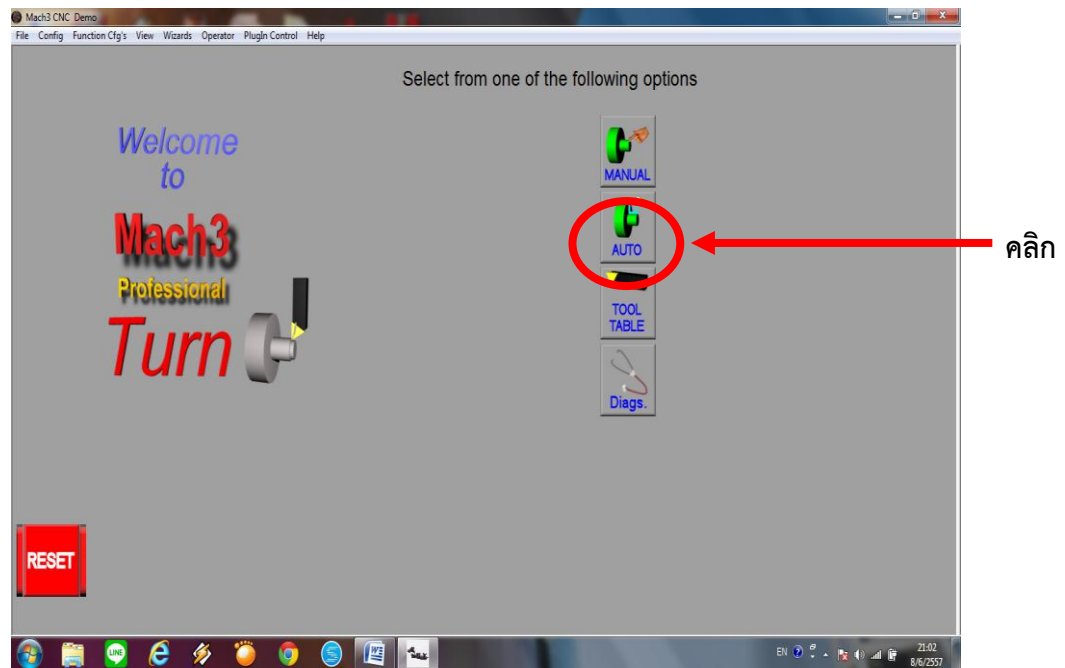 Mach3 CNC Demo
File Config Function Cfg's View Wizards Operator PlugIn Control Help
Select from one of the following options
Welcome
to
Mach3
Professional
Turn
MANUAL
AUTO
คลิก
TOOL
TABLE
Diags.
RESET
LINE
EN
21:02
8/6/2557